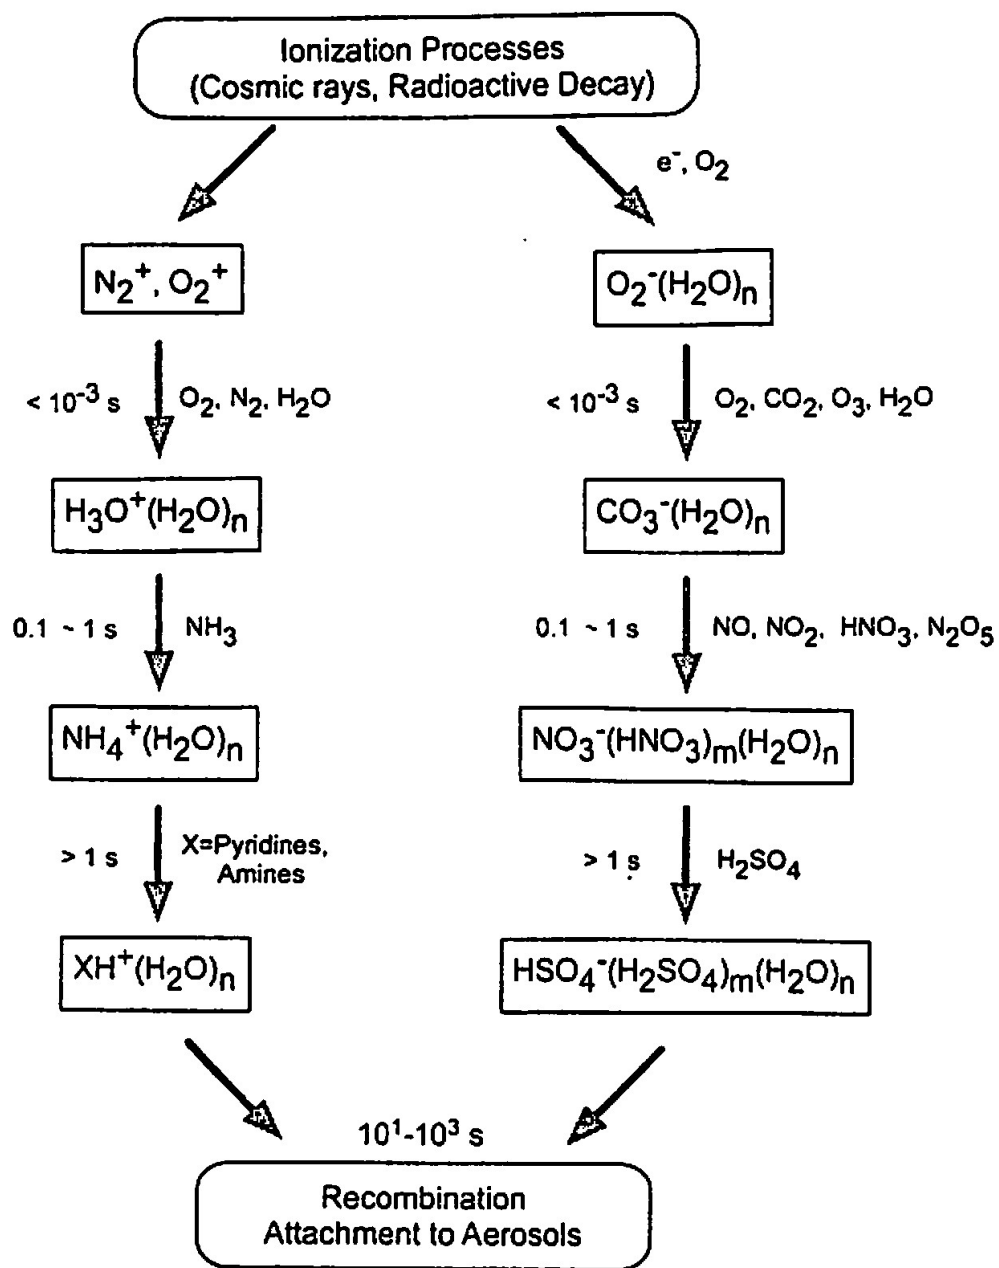 Ionization Processes
(Cosmic rays, Radioactive Decay)
e⁻, O₂
N₂⁺, O₂⁺
O₂⁻(H₂O)n
< 10⁻³ s
O₂, N₂, H₂O
< 10⁻³ s
O₂, CO₂, O₃, H₂O
H₃O⁺(H₂O)n
CO₃⁻(H₂O)n
0.1 ~ 1 s
NH₃
0.1 ~ 1 s
NO, NO₂, HNO₃, N₂O₅
NH₄⁺(H₂O)n
NO₃⁻(HNO₃)m(H₂O)n
> 1 s
X=Pyridines,
Amines
> 1 s
H₂SO₄
XH⁺(H₂O)n
HSO₄⁻(H₂SO₄)m(H₂O)n
10¹-10³ s
Recombination
Attachment to Aerosols